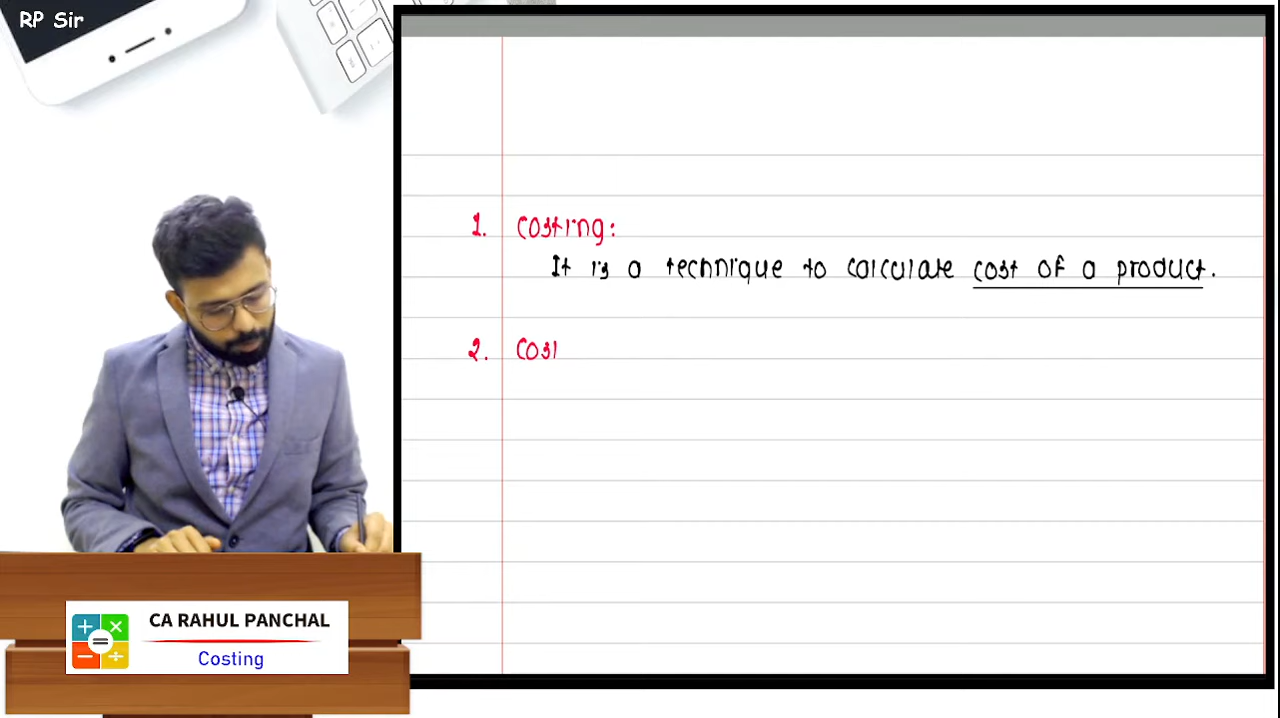 RP Sir
1. Costing:
It is a technique to calculate cost of a product.
2. Cost
CA RAHUL PANCHAL
Costing